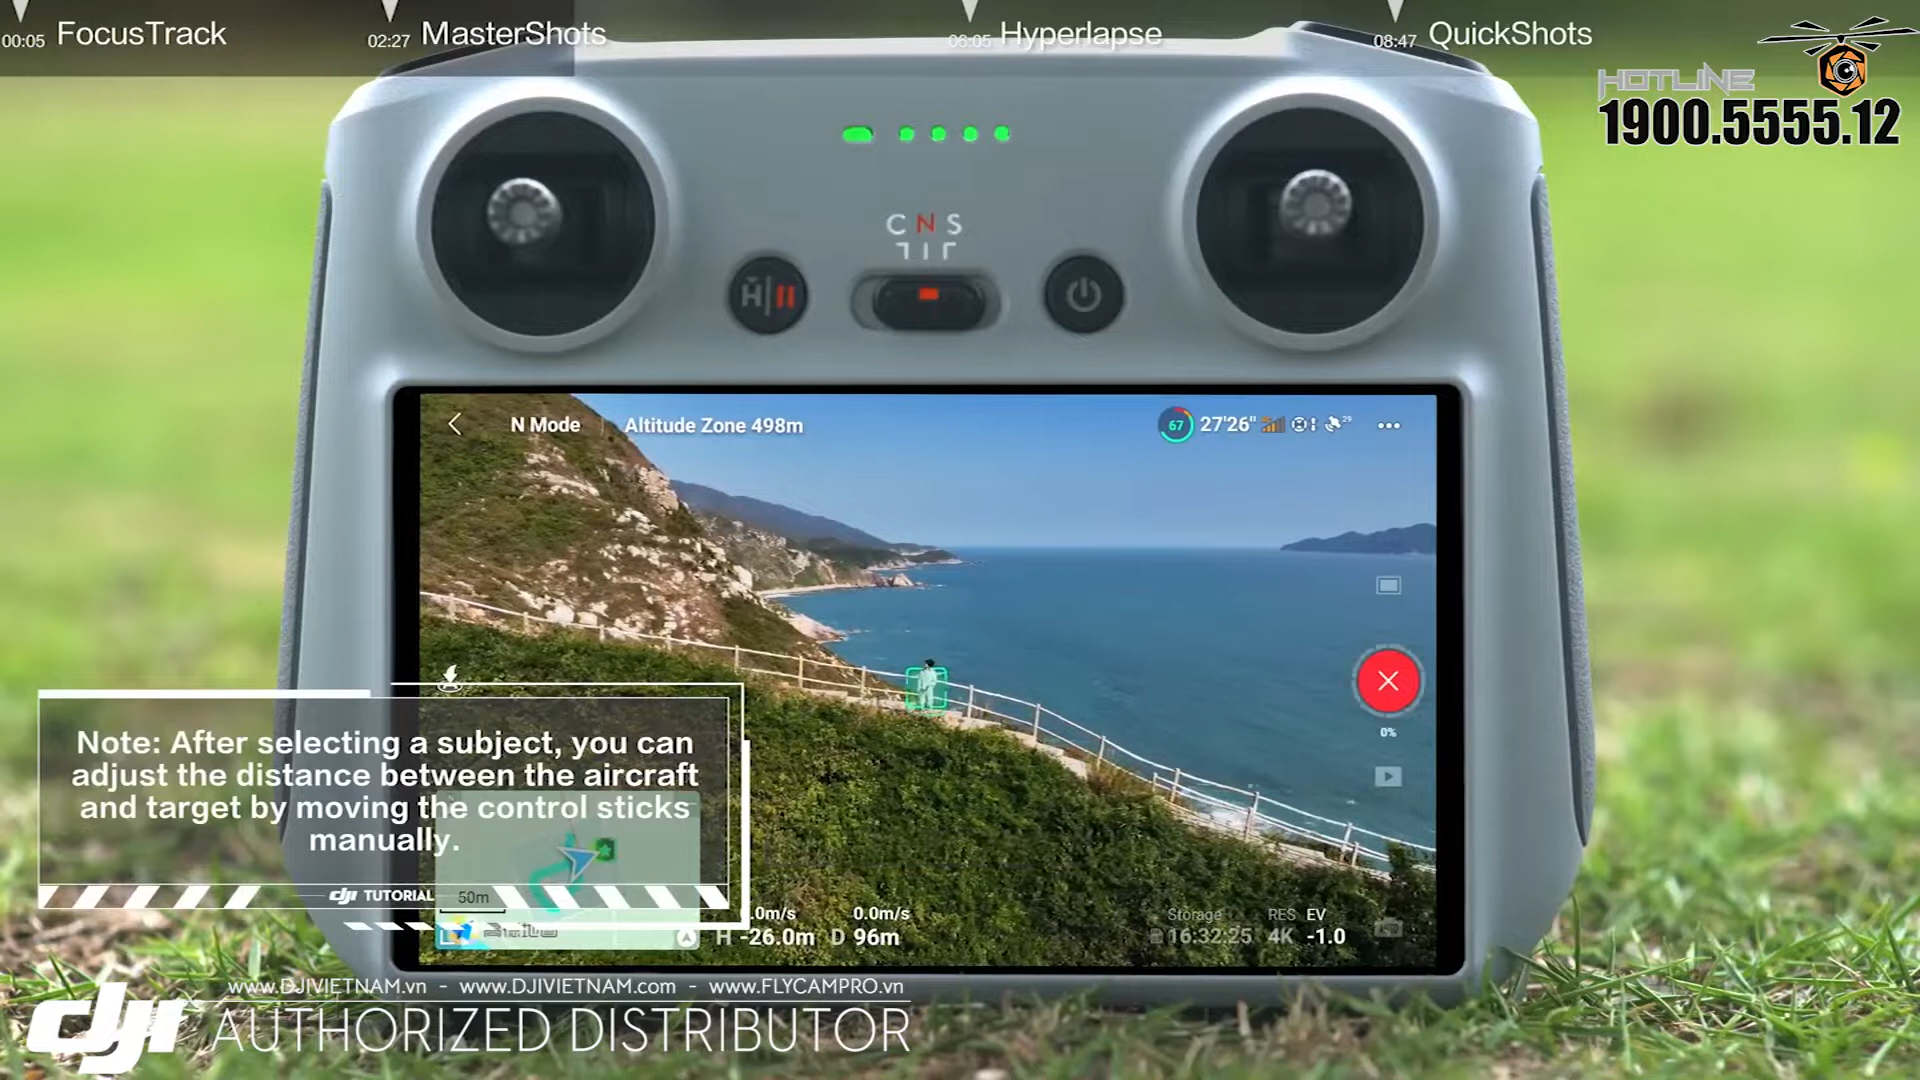 00:05 FocusTrack
02:27 MasterShots
06:05 Hyperlapse
08:47 QuickShots
HOTLINE
1900.5555.12
C N S
N Mode
Altitude Zone 498m
67 27'26" 29
0%
Note: After selecting a subject, you can
adjust the distance between the aircraft
and target by moving the control sticks
manually.
dji TUTORIAL
50m
.0m/s 0.0m/s
H -26.0m D 96m
Storage RES EV
16:32:25 4K -1.0
www.DJIVIETNAM.vn - www.DJIVIETNAM.com - www.FLYCAMPRO.vn
dji AUTHORIZED DISTRIBUTOR